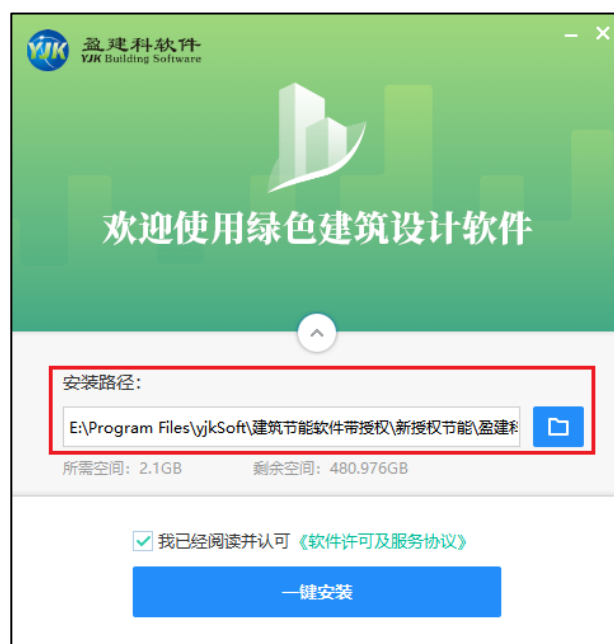 YJK 盈建科软件
YJK Building Software
欢迎使用绿色建筑设计软件
安装路径：
E:\Program Files\yjkSoft\建筑节能软件带授权\新授权节能\盈建
所需空间：2.1GB 剩余空间：480.976GB
我已经阅读并认可《软件许可及服务协议》
一键安装